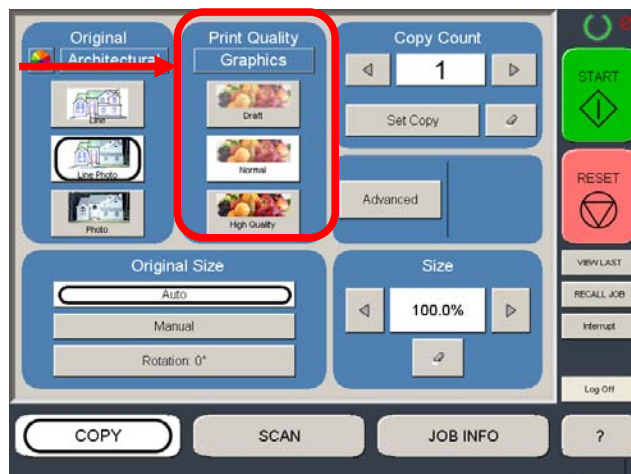 Original
Architectural
Line
Line Photo
Photo
Print Quality
Graphics
Draft
Normal
High Quality
Copy Count
1
Set Copy
Advanced
Original Size
Auto
Manual
Rotation: 0°
Size
100.0%
START
RESET
VIEW LAST
RECALL JOB
Interrupt
Log Off
COPY
SCAN
JOB INFO
?